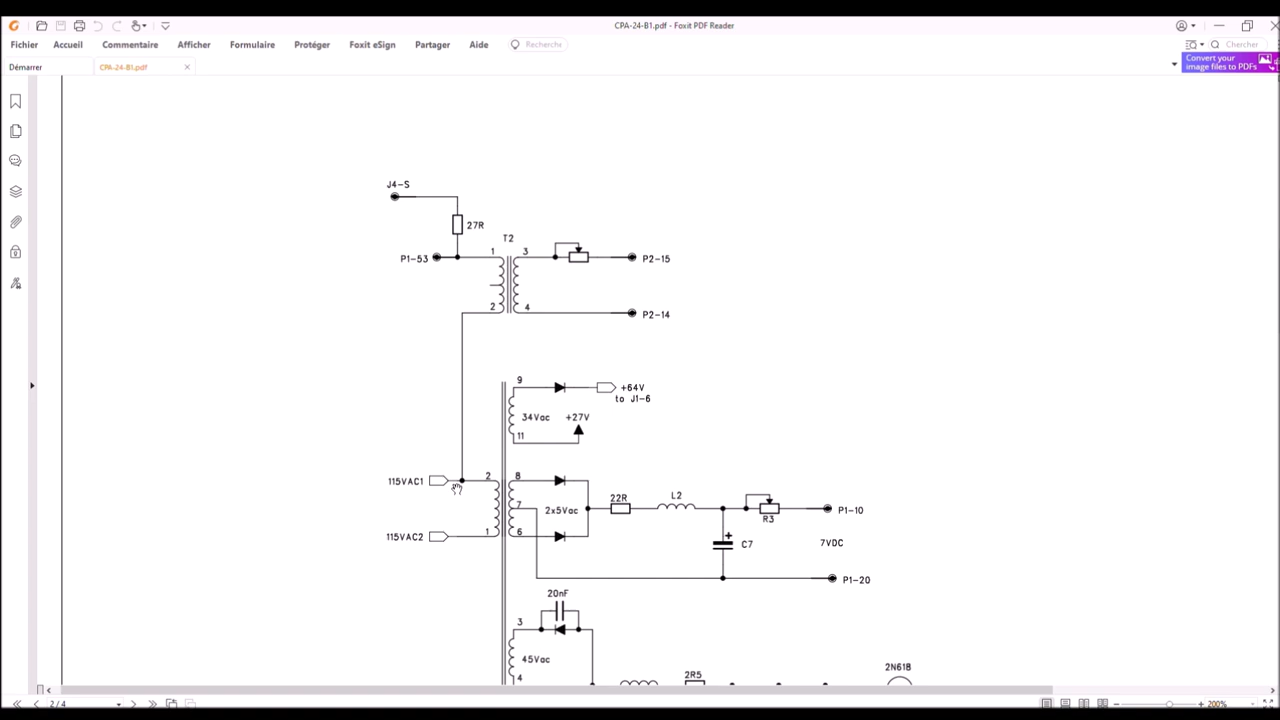 CPA-24-B1.pdf - Foxit PDF Reader
Fichier Accueil Commentaire Afficher Formulaire Protéger Foxit eSign Partager Aide Recherche Chercher
Démarrer CPA-24-B1.pdf
Convert your
image files to PDFs
J4-S
27R
T2
1 3
P1-53 P2-15
2 4
P2-14
9
+64V
to J1-6
34Vac +27V
11
115VAC1 2 8
22R L2
7 2x5Vac P1-10
R3
115VAC2 1 6
C7 7VDC
P1-20
20nF
3
45Vac
2N618
4 2R5
2 / 4 200%